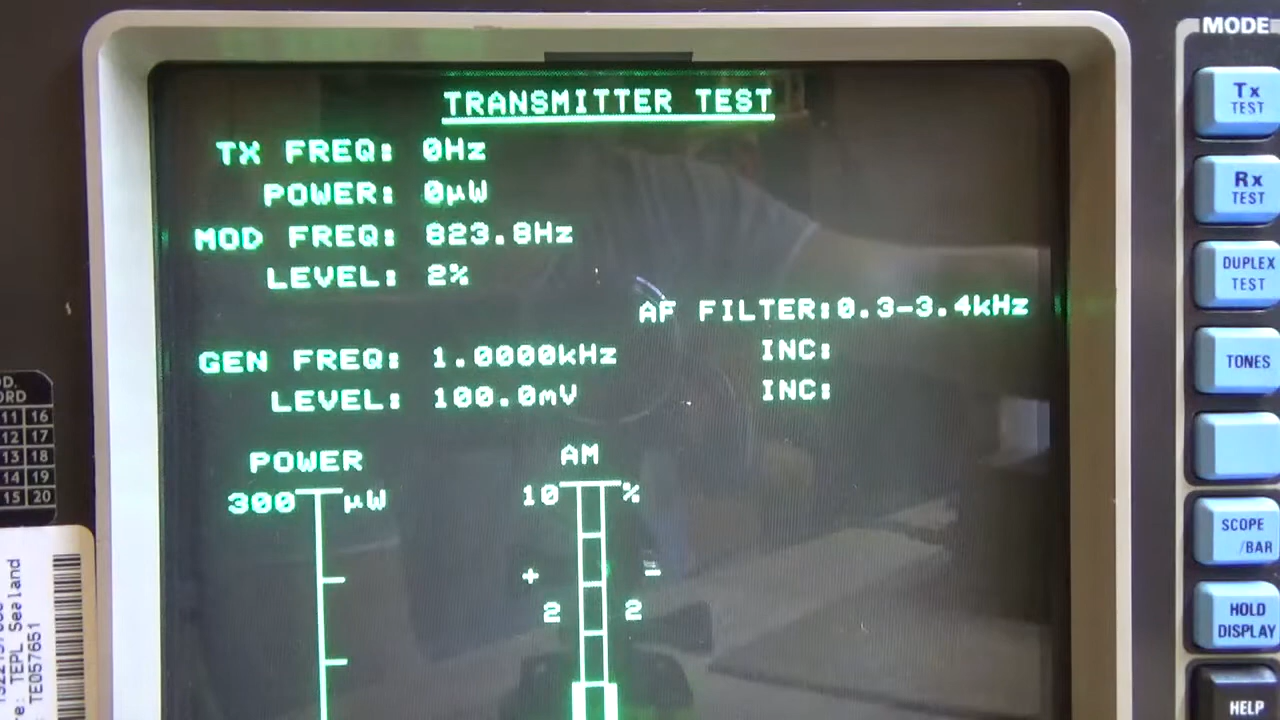 TRANSMITTER TEST
TX FREQ: 0Hz
POWER: 0µW
MOD FREQ: 823.8Hz
LEVEL: 2%
AF FILTER:0.3-3.4kHz
GEN FREQ: 1.0000kHz INC:
LEVEL: 100.0mV INC:
POWER
300 µW
AM
10 %
+ -
2 2
MODE
Tx
TEST
Rx
TEST
DUPLEX
TEST
TONES
SCOPE
/BAR
HOLD
DISPLAY
HELP
D.
ORD
11 16
12 17
13 18
14 19
15 20
re: TEPL Sealand
TE057651